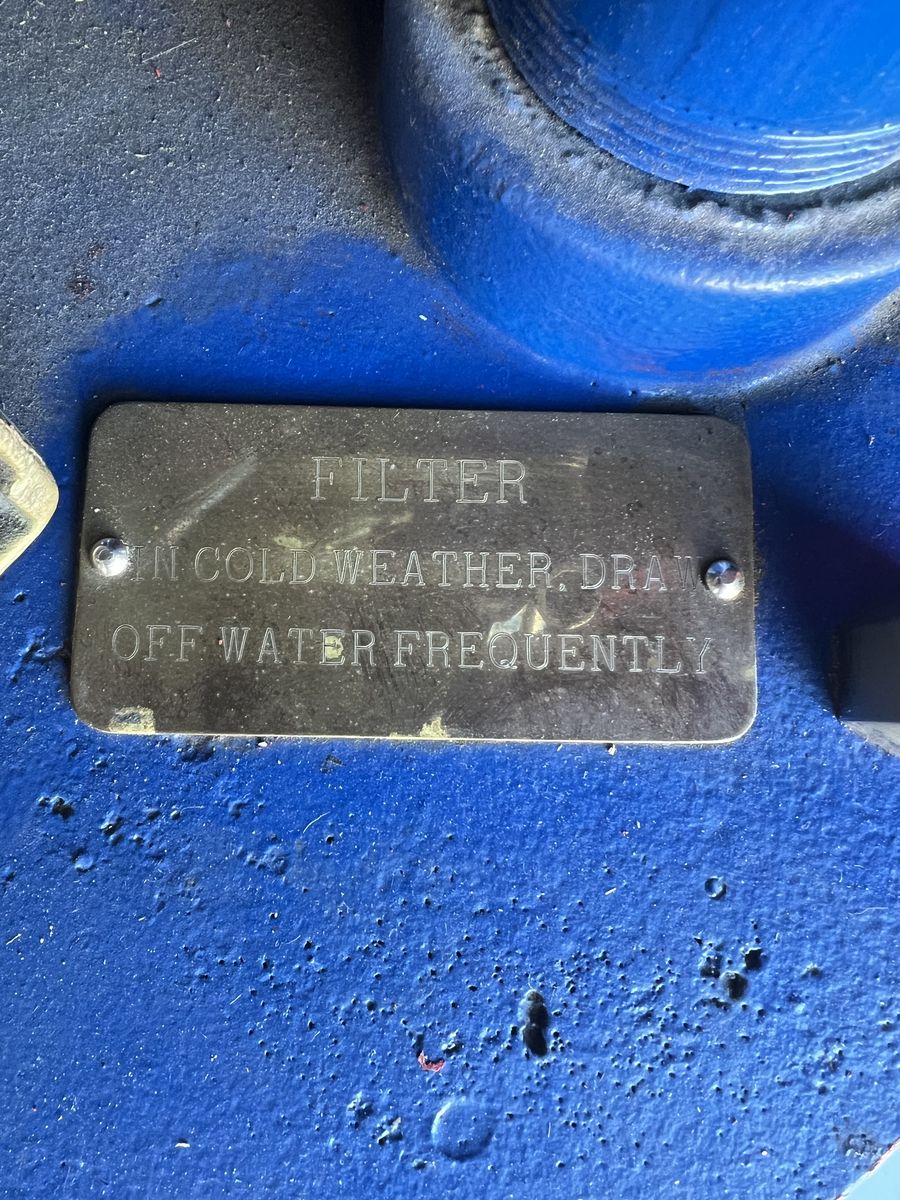 FILTER
IN COLD WEATHER, DRAW
OFF WATER FREQUENTLY